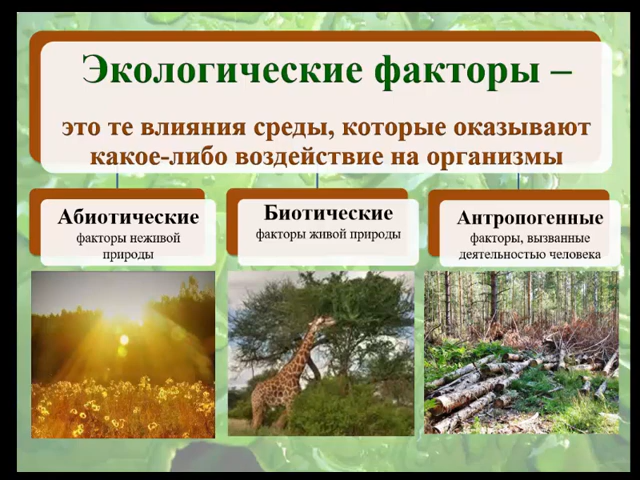 Экологические факторы –
это те влияния среды, которые оказывают
какое-либо воздействие на организмы
Абиотические
факторы неживой
природы
Биотические
факторы живой природы
Антропогенные
факторы, вызванные
деятельностью человека